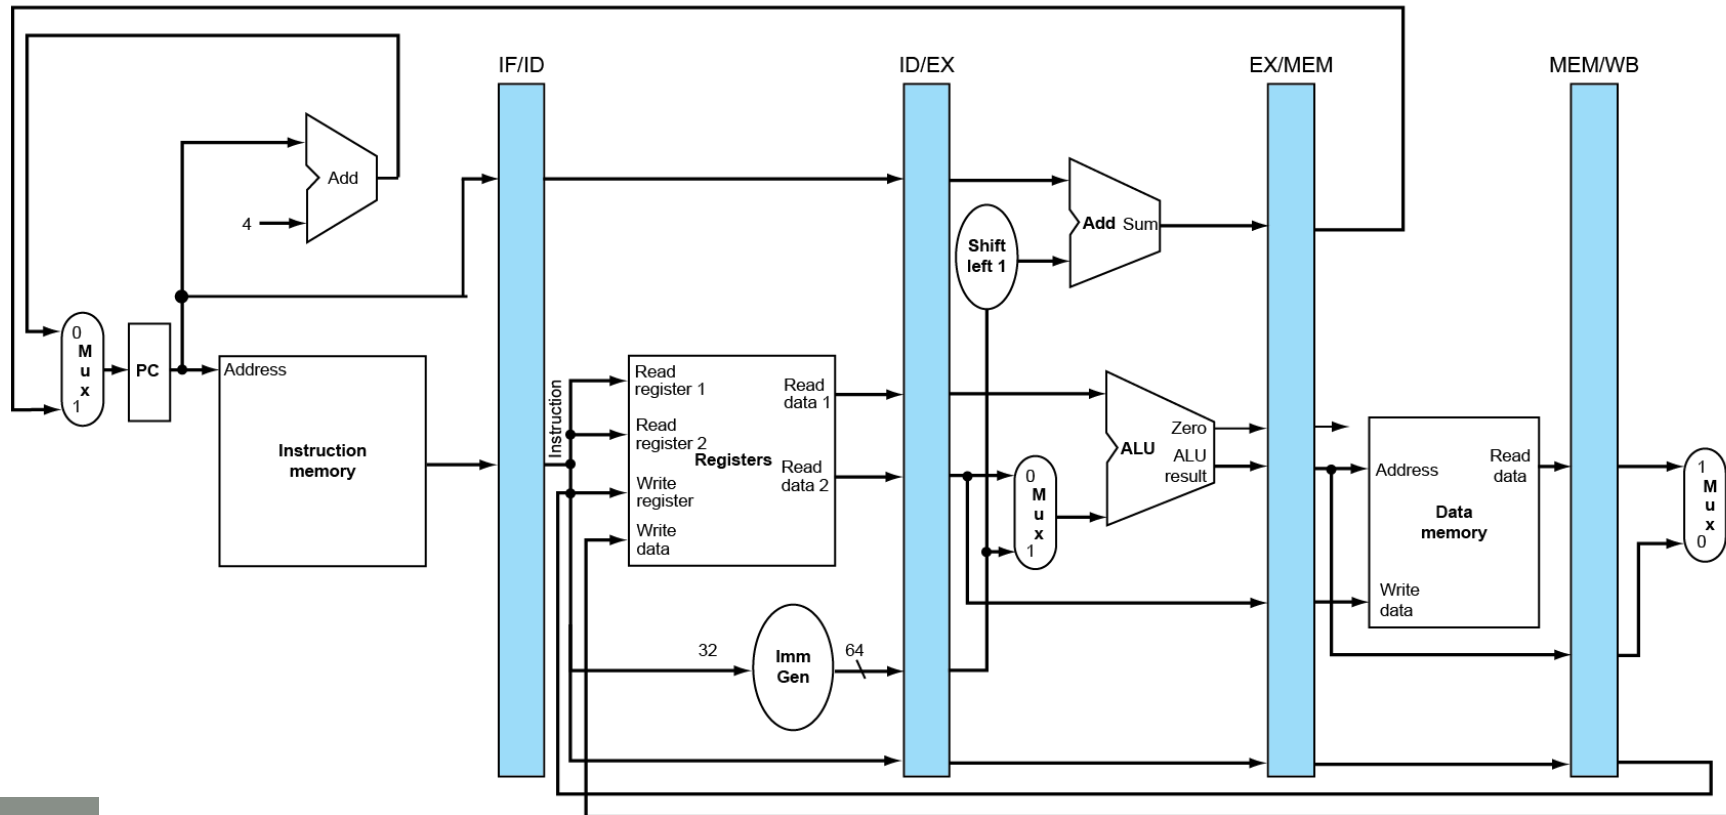 IF/ID
ID/EX
EX/MEM
MEM/WB
Add
4
Shift
left 1
Add Sum
0
M
u
x
1
PC
Address
Instruction
memory
Instruction
Read
register 1
Read
register 2
Write
register
Write
data
Registers
Read
data 1
Read
data 2
0
M
u
x
1
ALU
Zero
ALU
result
Address
Write
data
Data
memory
Read
data
1
M
u
x
0
32
Imm
Gen
64